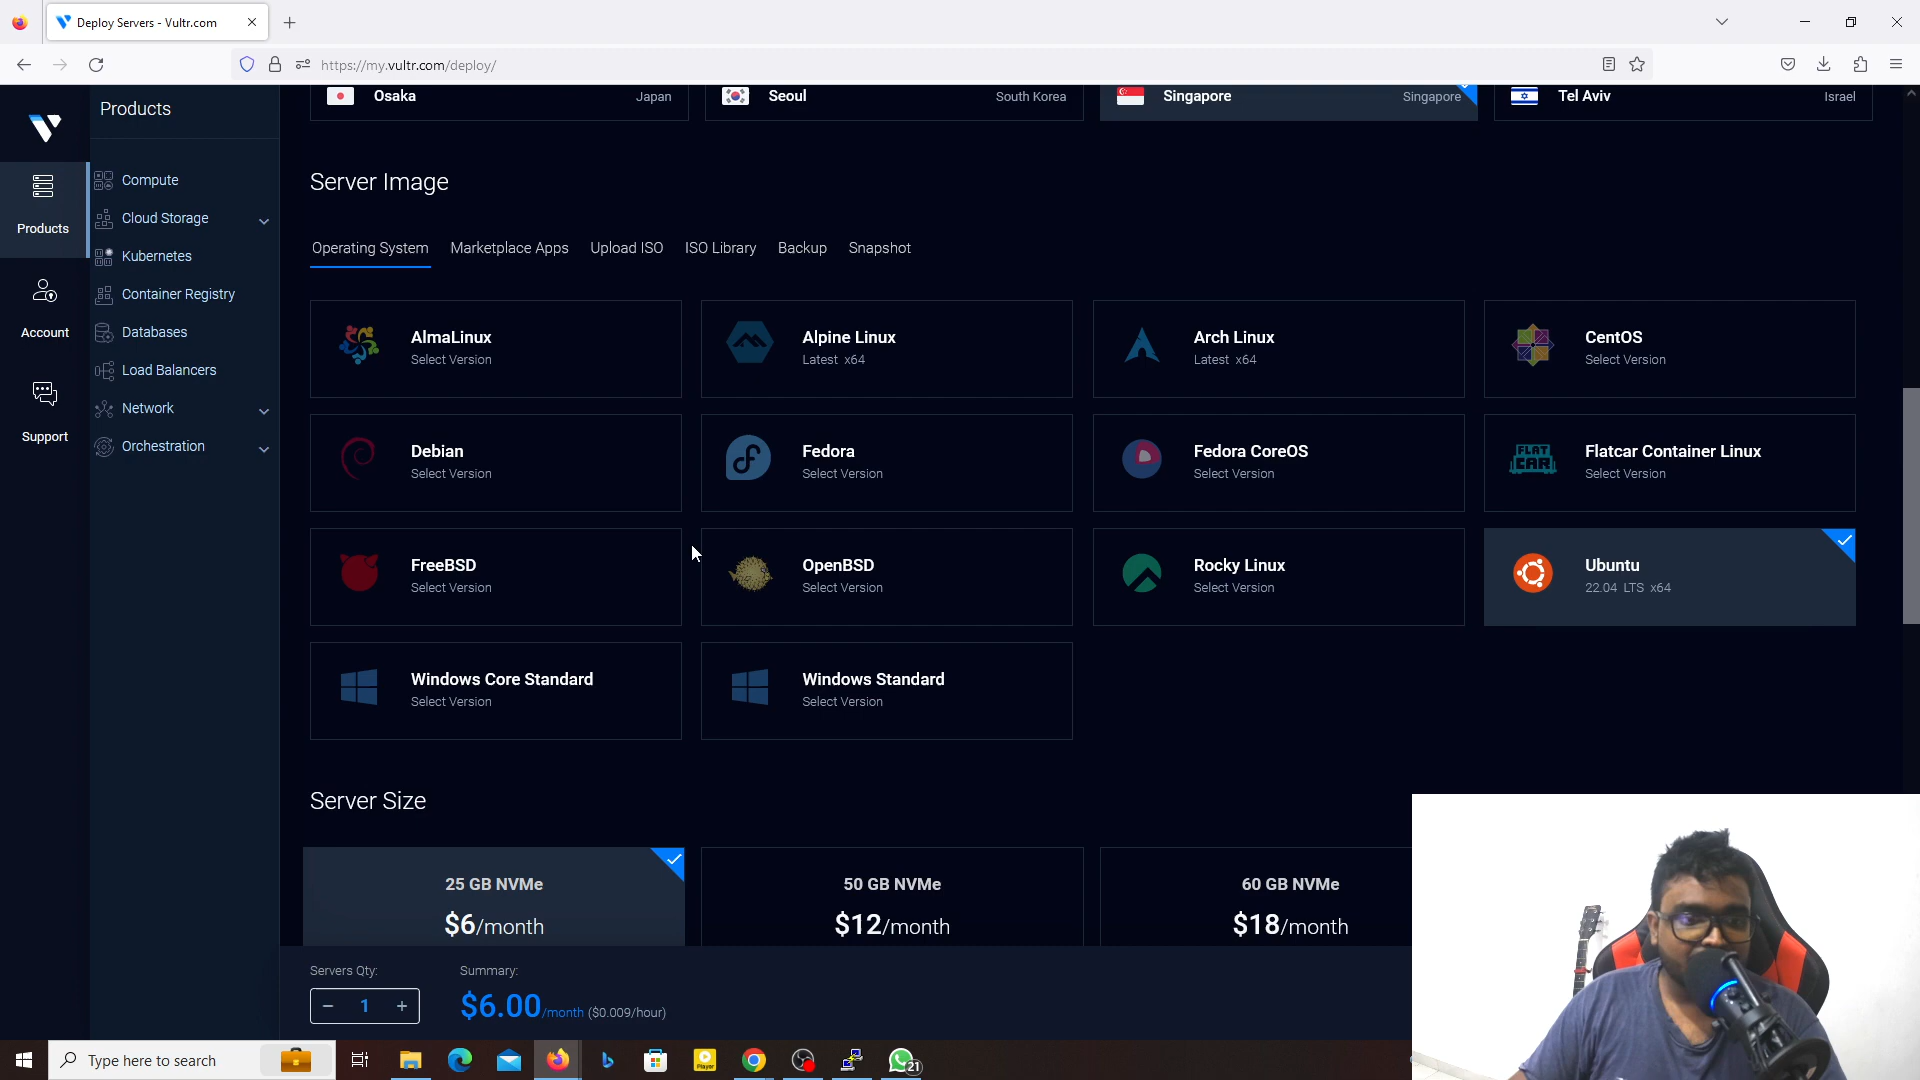 Deploy Servers - Vultr.com
https://my.vultr.com/deploy/
Products
Products
Account
Support
Compute
Cloud Storage
Kubernetes
Container Registry
Databases
Load Balancers
Network
Orchestration
Osaka Japan
Seoul South Korea
Singapore Singapore
Tel Aviv Israel
Server Image
Operating System Marketplace Apps Upload ISO ISO Library Backup Snapshot
AlmaLinux
Select Version
Alpine Linux
Latest x64
Arch Linux
Latest x64
CentOS
Select Version
Debian
Select Version
Fedora
Select Version
Fedora CoreOS
Select Version
FLAT
CAR
Flatcar Container Linux
Select Version
FreeBSD
Select Version
OpenBSD
Select Version
Rocky Linux
Select Version
Ubuntu
22.04 LTS x64
Windows Core Standard
Select Version
Windows Standard
Select Version
Server Size
25 GB NVMe
$6/month
50 GB NVMe
$12/month
60 GB NVMe
$18/month
Servers Qty:
− 1 +
Summary:
$6.00/month ($0.009/hour)
Type here to search
Player
21